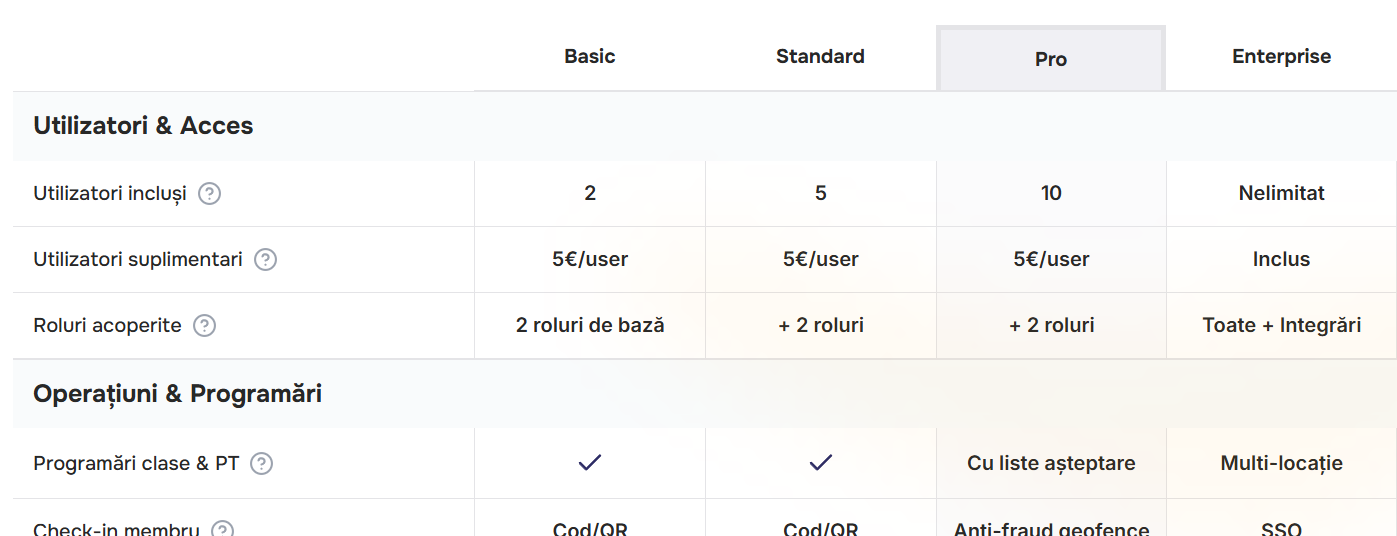 Basic Standard Pro Enterprise
Utilizatori & Acces
Utilizatori incluși ? 2 5 10 Nelimitat
Utilizatori suplimentari ? 5€/user 5€/user 5€/user Inclus
Roluri acoperite ? 2 roluri de bază + 2 roluri + 2 roluri Toate + Integrări
Operațiuni & Programări
Programări clase & PT ? Cu liste așteptare Multi-locație
Check-in membru ? Cod/QR Cod/QR Anti-fraud geofence SSO